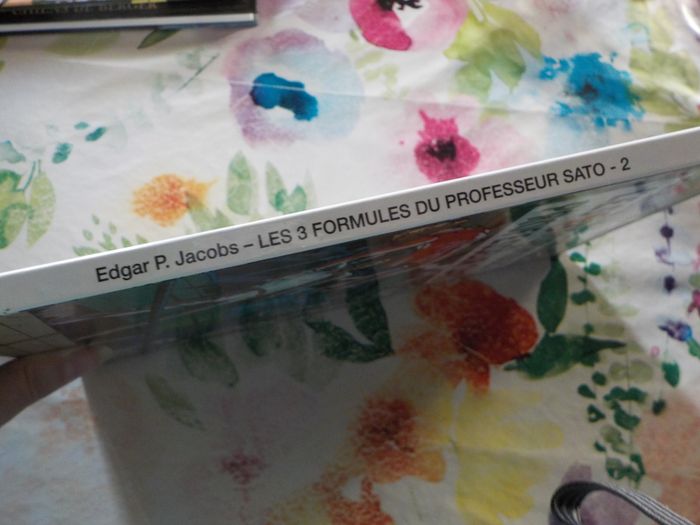 Edgar P. Jacobs – LES 3 FORMULES DU PROFESSEUR SATO - 2